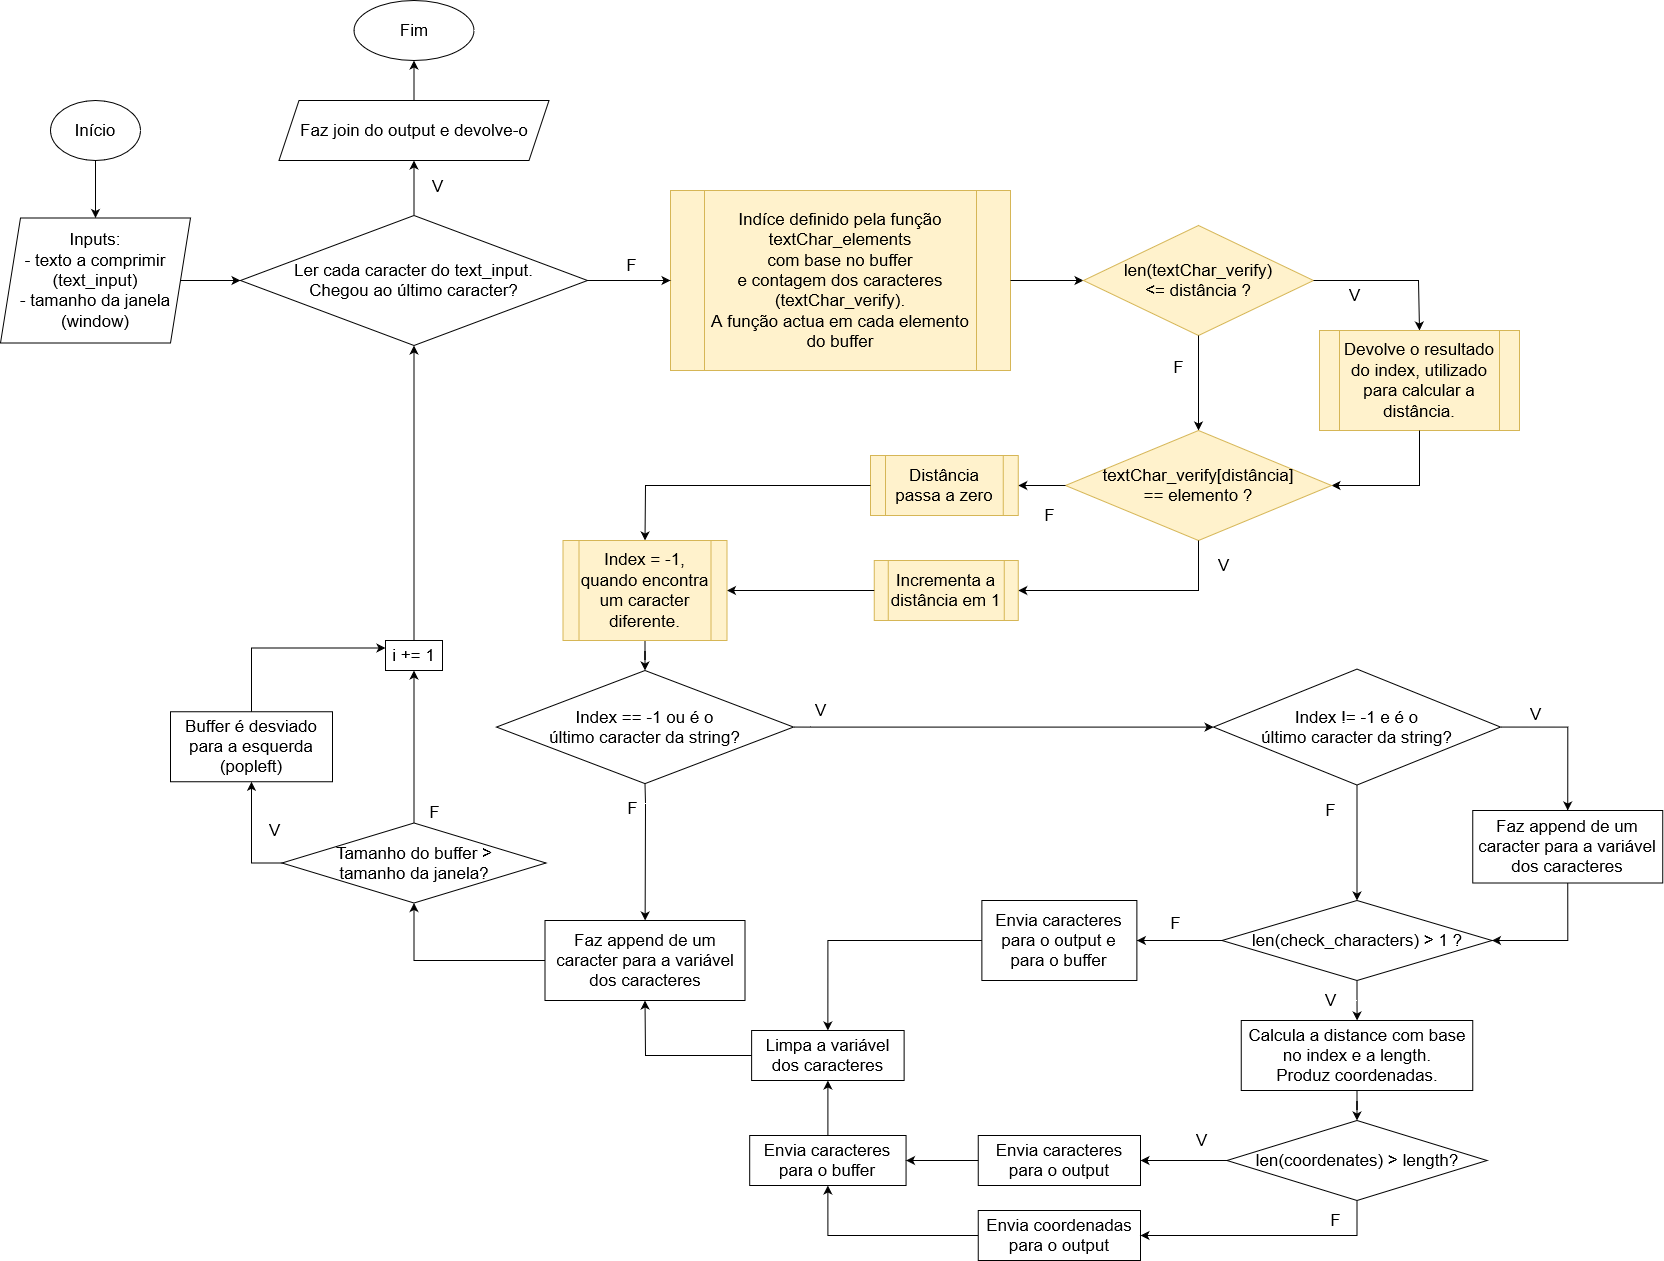 Fim
Início
Faz join do output e devolve-o
V
Inputs:
- texto a comprimir
(text_input)
- tamanho da janela
(window)
Ler cada caracter do text_input.
Chegou ao último caracter?
F
Indíce definido pela função
textChar_elements
com base no buffer
e contagem dos caracteres
(textChar_verify).
A função actua em cada elemento
do buffer
len(textChar_verify)
<= distância ?
V
F
Devolve o resultado
do index, utilizado
para calcular a
distância.
textChar_verify[distância]
== elemento ?
F
V
Distância
passa a zero
Incrementa a
distância em 1
Index = -1,
quando encontra
um caracter
diferente.
i += 1
Buffer é desviado
para a esquerda
(popleft)
V
F
Tamanho do buffer >
tamanho da janela?
Index == -1 ou é o
último caracter da string?
V
F
Index != -1 e é o
último caracter da string?
V
F
Faz append de um
caracter para a variável
dos caracteres
Faz append de um
caracter para a variável
dos caracteres
Envia caracteres
para o output e
para o buffer
F
len(check_characters) > 1 ?
V
Limpa a variável
dos caracteres
Calcula a distance com base
no index e a length.
Produz coordenadas.
Envia caracteres
para o buffer
Envia caracteres
para o output
V
len(coordenates) > length?
F
Envia coordenadas
para o output